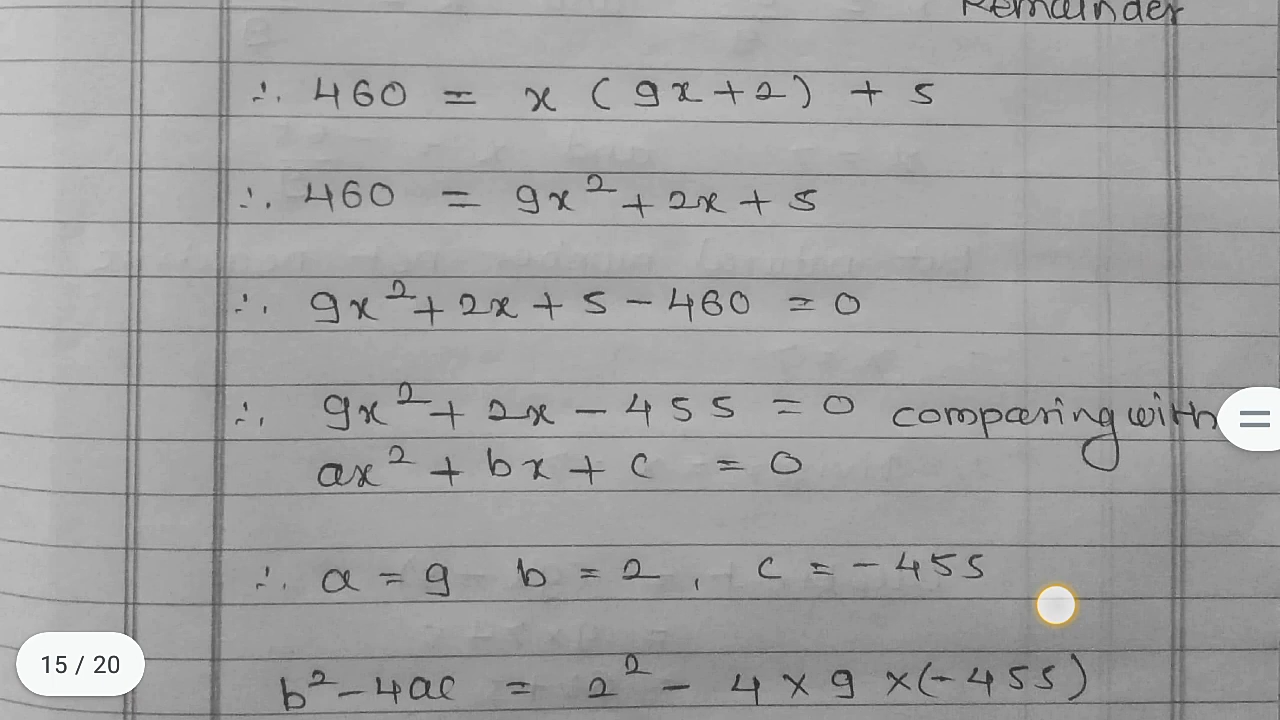 Remainder
∴ 460 = x (9x+2) + 5
∴ 460 = 9x² + 2x + 5
∴ 9x² + 2x + 5 - 460 = 0
∴ 9x² + 2x - 455 = 0 comparing with
ax² + bx + c = 0
∴ a = 9 b = 2, c = -455
b² - 4ac = 2² - 4 × 9 × (-455)
15 / 20